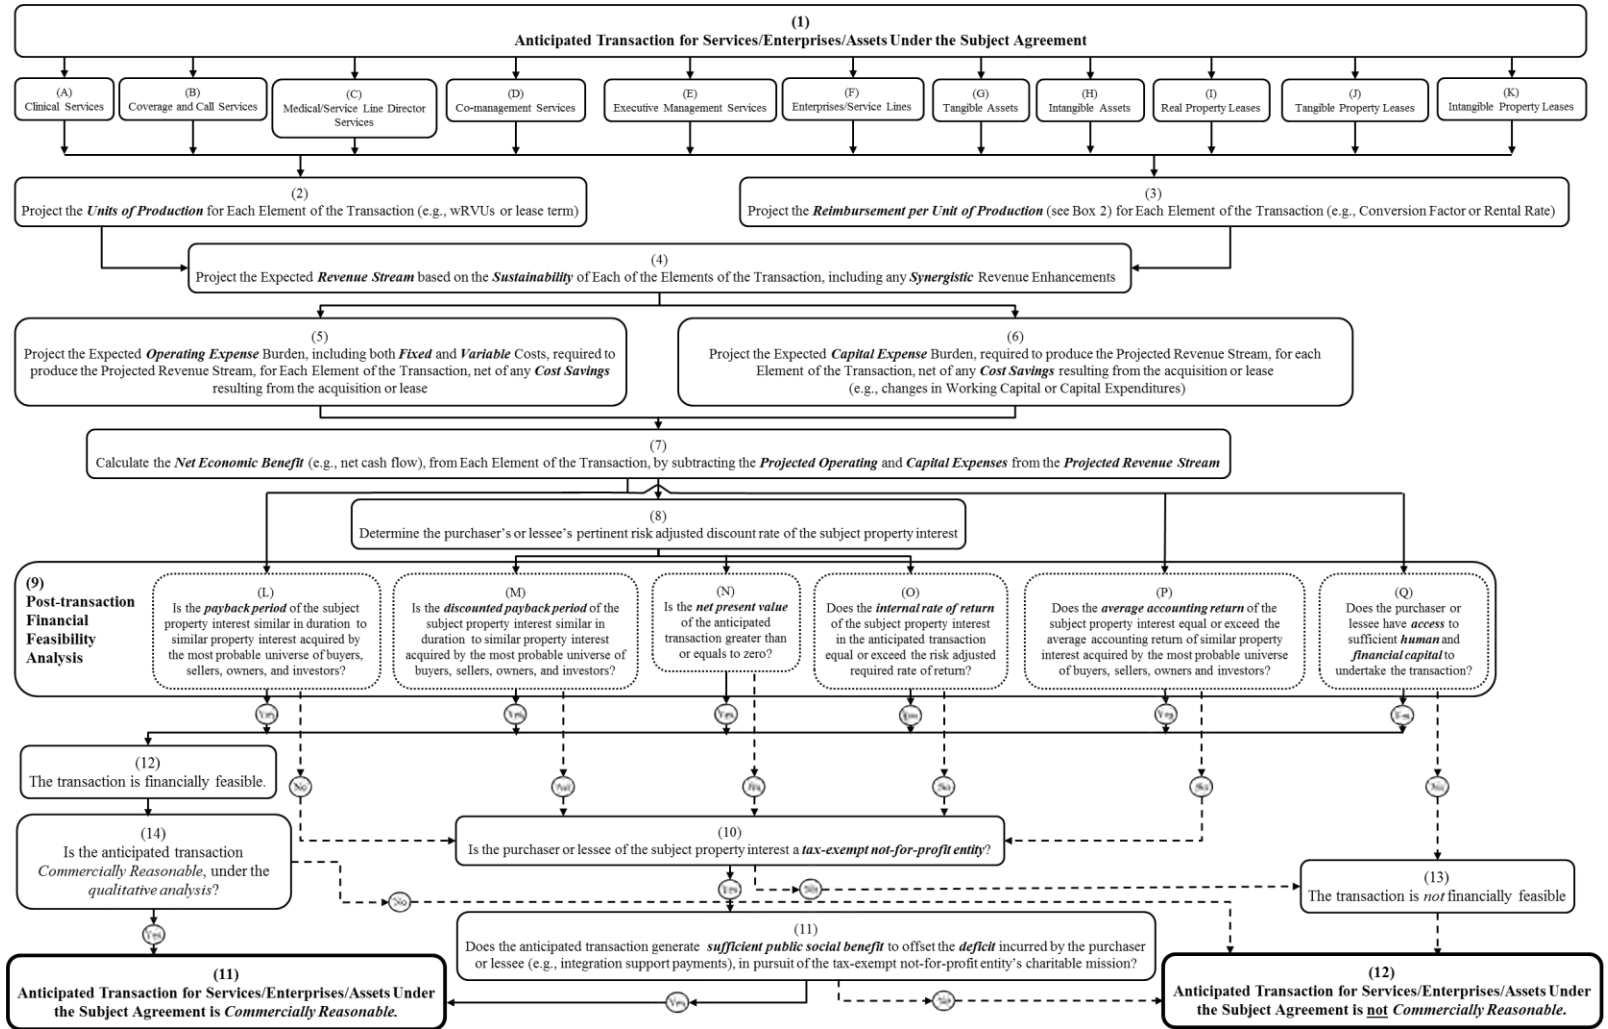 (1)
Anticipated Transaction for Services/Enterprises/Assets Under the Subject Agreement
(A)
Clinical Services
(B)
Coverage and Call Services
(C)
Medical/Service Line Director
Services
(D)
Co-management Services
(E)
Executive Management Services
(F)
Enterprises/Service Lines
(G)
Tangible Assets
(H)
Intangible Assets
(I)
Real Property Leases
(J)
Tangible Property Leases
(K)
Intangible Property Leases
(2)
Project the Units of Production for Each Element of the Transaction (e.g., wRVUs or lease term)
(3)
Project the Reimbursement per Unit of Production (see Box 2) for Each Element of the Transaction (e.g., Conversion Factor or Rental Rate)
(4)
Project the Expected Revenue Stream based on the Sustainability of Each of the Elements of the Transaction, including any Synergistic Revenue Enhancements
(5)
Project the Expected Operating Expense Burden, including both Fixed and Variable Costs, required to
produce the Projected Revenue Stream, for Each Element of the Transaction, net of any Cost Savings
resulting from the acquisition or lease
(6)
Project the Expected Capital Expense Burden, required to produce the Projected Revenue Stream, for each
Element of the Transaction, net of any Cost Savings resulting from the acquisition or lease
(e.g., changes in Working Capital or Capital Expenditures)
(7)
Calculate the Net Economic Benefit (e.g., net cash flow), from Each Element of the Transaction, by subtracting the Projected Operating and Capital Expenses from the Projected Revenue Stream
(8)
Determine the purchaser's or lessee's pertinent risk adjusted discount rate of the subject property interest
(9)
Post-transaction
Financial
Feasibility
Analysis
(L)
Is the payback period of the subject
property interest similar in duration to
similar property interest acquired by
the most probable universe of buyers,
sellers, owners, and investors?
(M)
Is the discounted payback period of the
subject property interest similar in
duration to similar property interest
acquired by the most probable universe of
buyers, sellers, owners, and investors?
(N)
Is the net present value
of the anticipated
transaction greater than
or equals to zero?
(O)
Does the internal rate of return
of the subject property interest
in the anticipated transaction
equal or exceed the risk adjusted
required rate of return?
(P)
Does the average accounting return of the
subject property interest equal or exceed the
average accounting return of similar property
interest acquired by the most probable universe
of buyers, sellers, owners and investors?
(Q)
Does the purchaser or
lessee have access to
sufficient human and
financial capital to
undertake the transaction?
Yes
Yes
Yes
Yes
Yes
Yes
(12)
The transaction is financially feasible.
No
No
No
No
No
No
(14)
Is the anticipated transaction
Commercially Reasonable, under the
qualitative analysis?
(10)
Is the purchaser or lessee of the subject property interest a tax-exempt not-for-profit entity?
Yes
No
(13)
The transaction is not financially feasible
No
Yes
(11)
Does the anticipated transaction generate sufficient public social benefit to offset the deficit incurred by the purchaser
or lessee (e.g., integration support payments), in pursuit of the tax-exempt not-for-profit entity's charitable mission?
(11)
Anticipated Transaction for Services/Enterprises/Assets Under
the Subject Agreement is Commercially Reasonable.
Yes
No
(12)
Anticipated Transaction for Services/Enterprises/Assets Under
the Subject Agreement is not Commercially Reasonable.